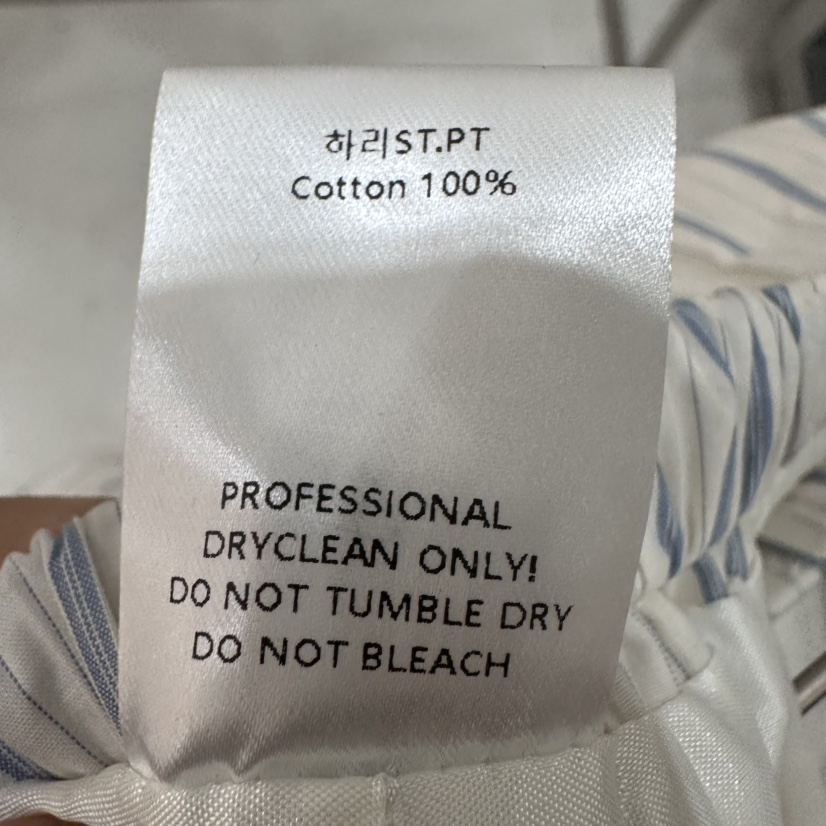 하리ST.PT
Cotton 100%
PROFESSIONAL
DRYCLEAN ONLY!
DO NOT TUMBLE DRY
DO NOT BLEACH